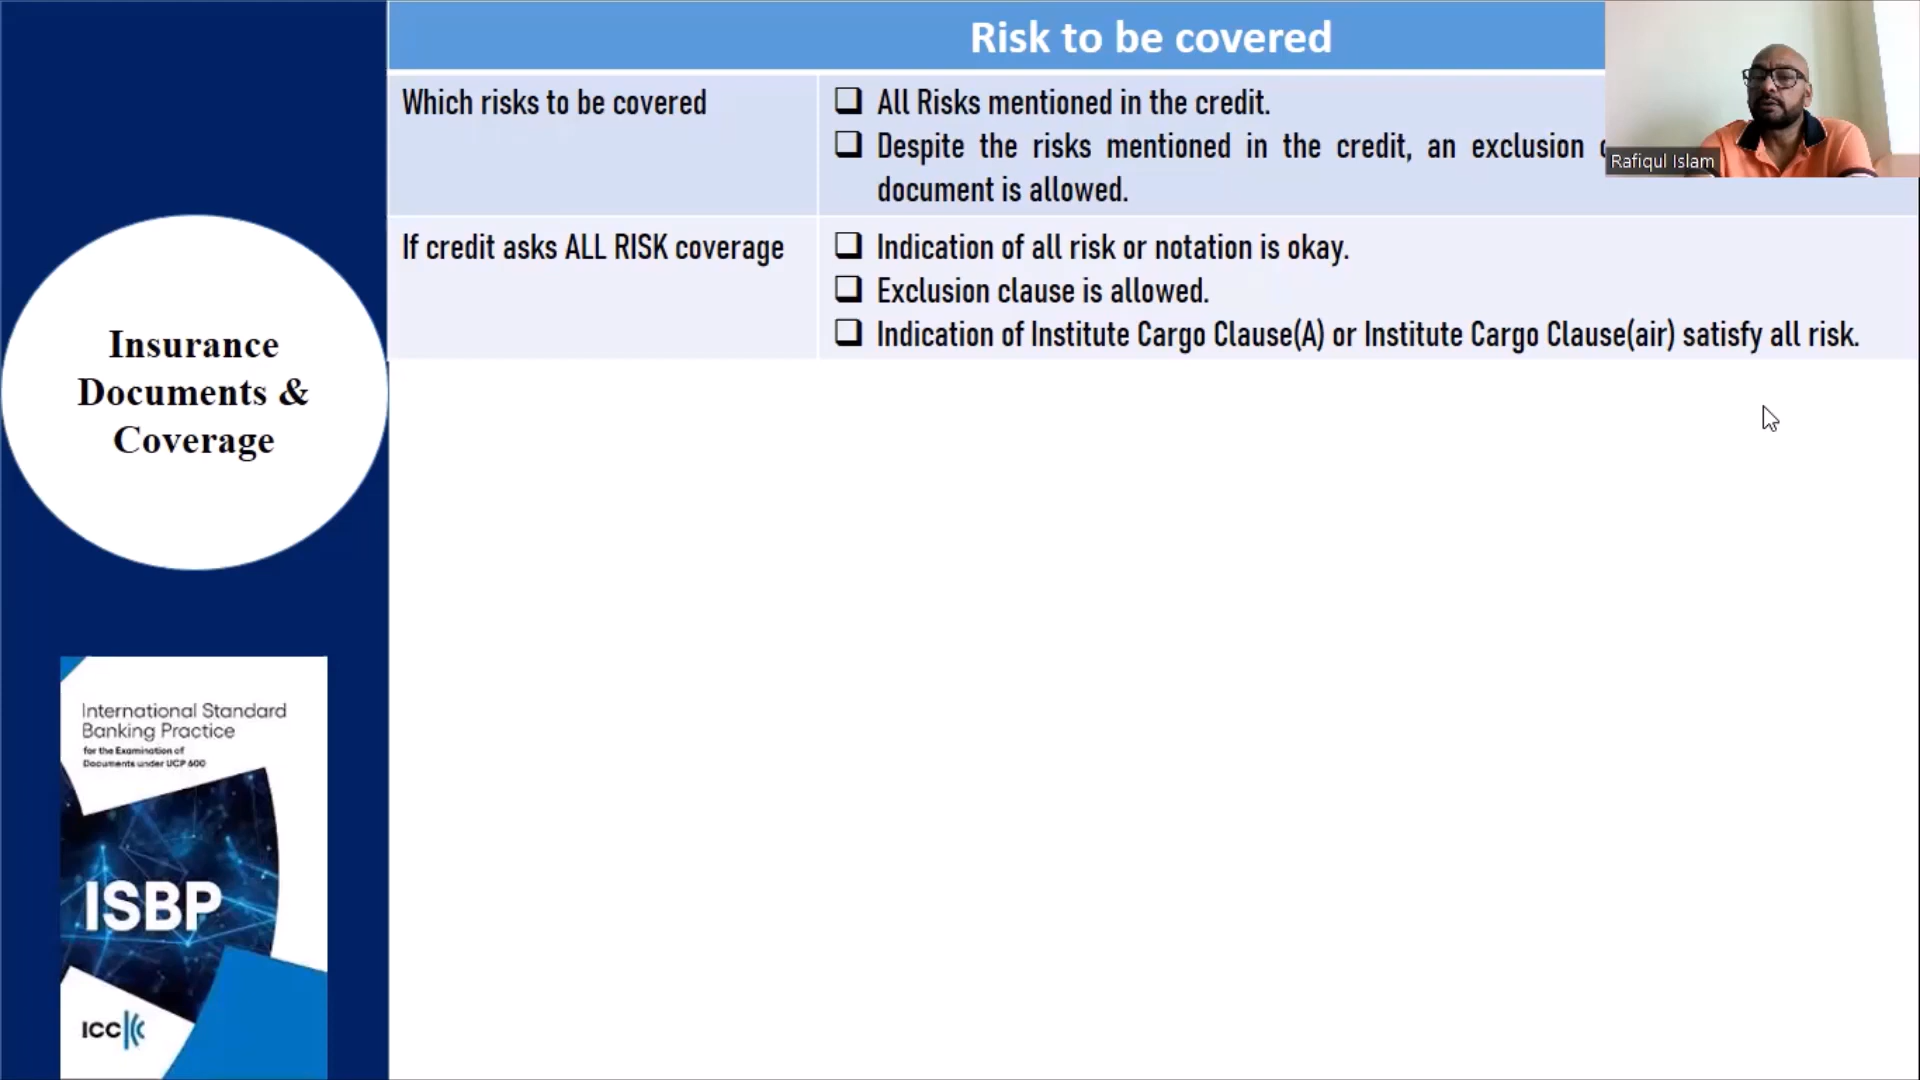 Risk to be covered
Which risks to be covered
All Risks mentioned in the credit.
Despite the risks mentioned in the credit, an exclusion
document is allowed.
If credit asks ALL RISK coverage
Indication of all risk or notation is okay.
Exclusion clause is allowed.
Indication of Institute Cargo Clause(A) or Institute Cargo Clause(air) satisfy all risk.
Rafiqul Islam
Insurance
Documents &
Coverage
International Standard
Banking Practice
for the Examination of
Documents under UCP 600
ISBP
ICC